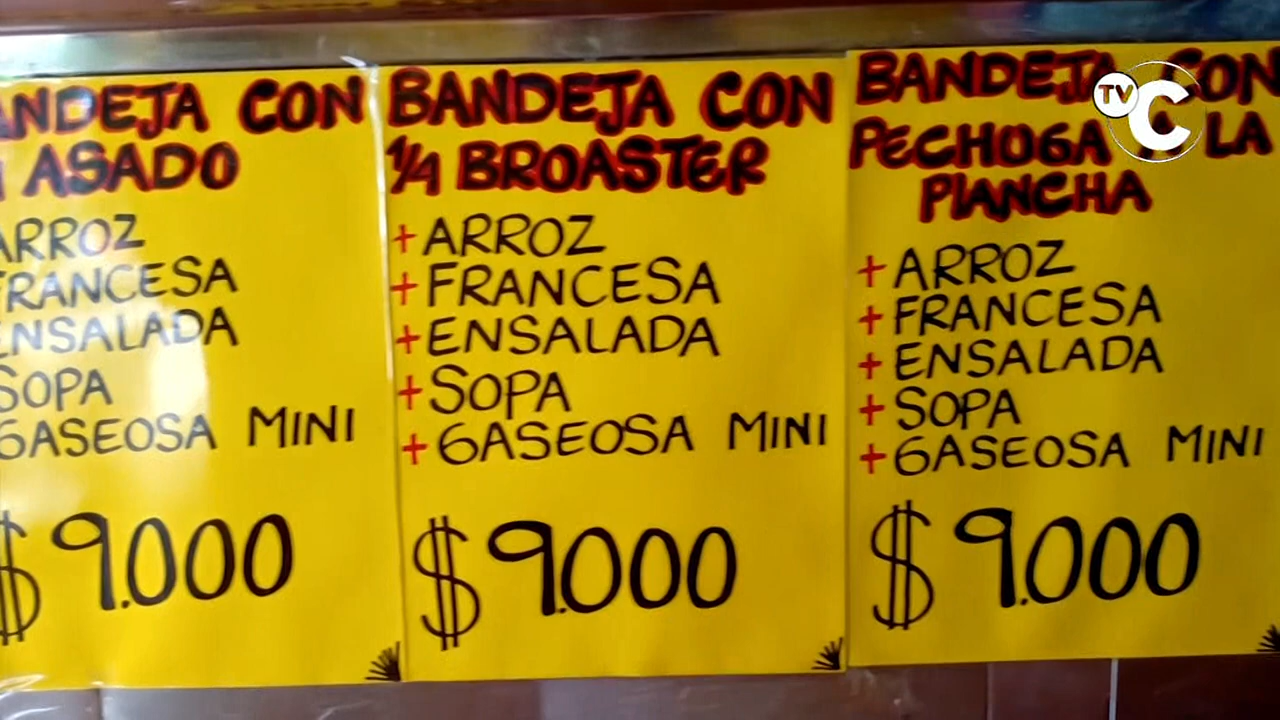 ANDEJA CON
ASADO
ARROZ
FRANCESA
ENSALADA
SOPA
GASEOSA MINI
$ 9.000
BANDEJA CON
1/4 BROASTER
+ ARROZ
+ FRANCESA
+ ENSALADA
+ SOPA
+ GASEOSA MINI
$ 9.000
BANDEJA CON
PECHUGA A LA
PLANCHA
+ ARROZ
+ FRANCESA
+ ENSALADA
+ SOPA
+ GASEOSA MINI
$ 9.000
TV C